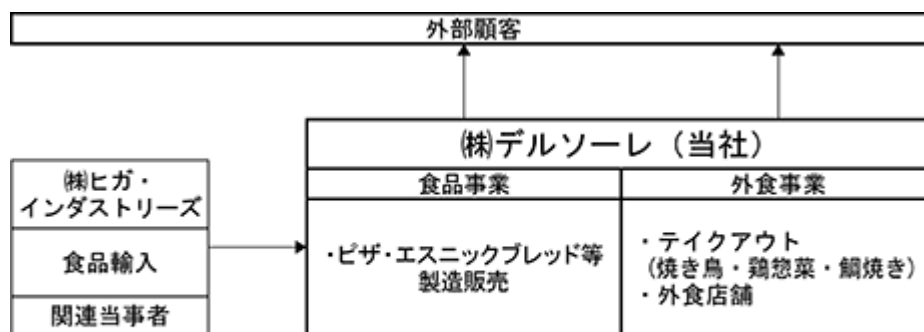 外部顧客
㈱デルソーレ（当社）
食品事業
外食事業
・ピザ・エスニックブレッド等
製造販売
・テイクアウト
(焼き鳥・鶏惣菜・鯛焼き)
・外食店舗
㈱ヒガ・
インダストリーズ
食品輸入
関連当事者